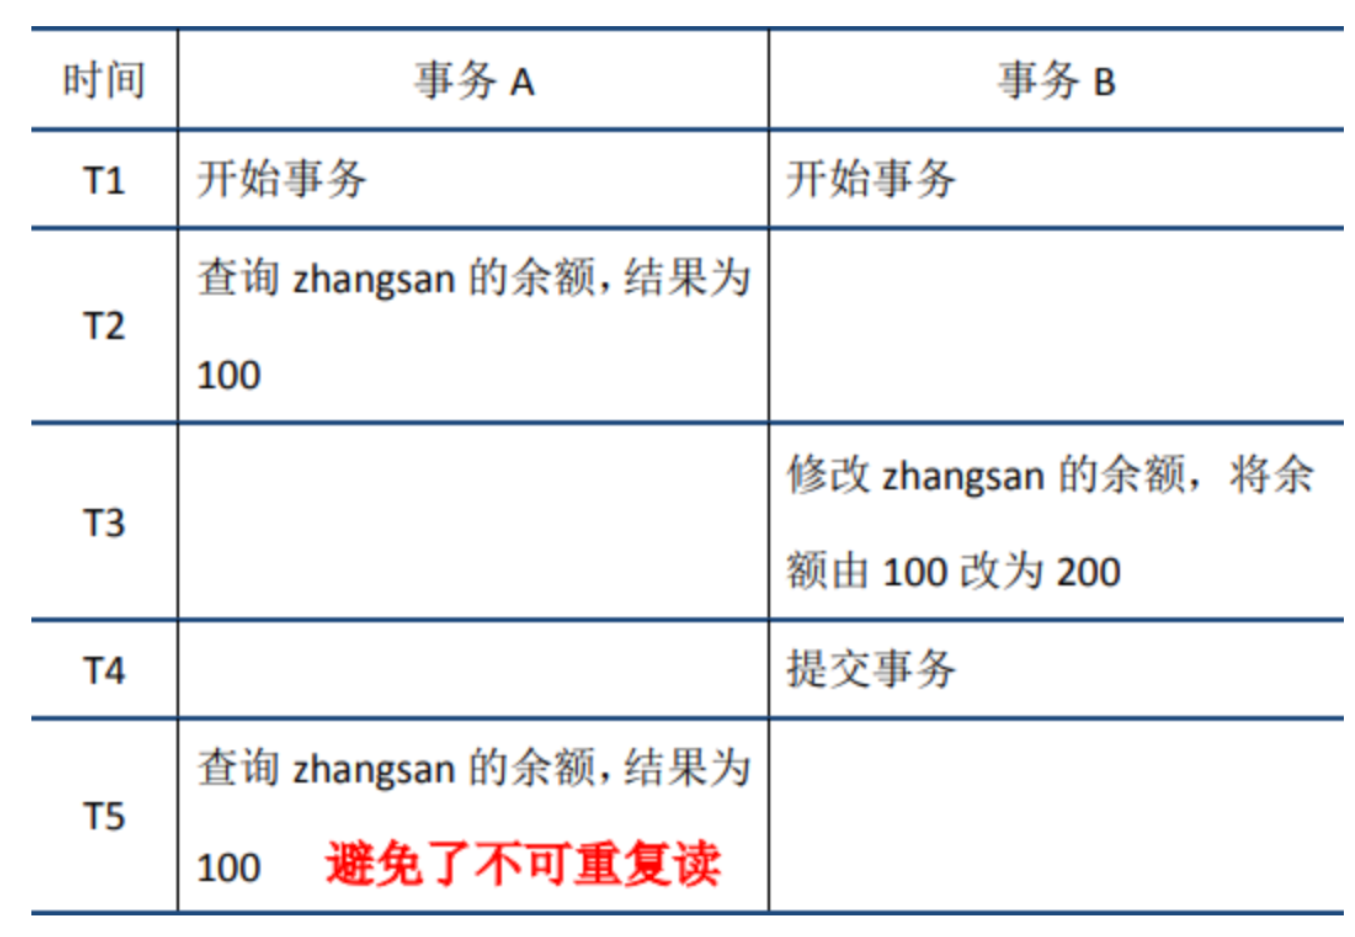 时间 事务 A 事务 B
T1 开始事务 开始事务
T2 查询 zhangsan 的余额，结果为
100
T3 修改 zhangsan 的余额，将余
额由 100 改为 200
T4 提交事务
T5 查询 zhangsan 的余额，结果为
100 避免了不可重复读